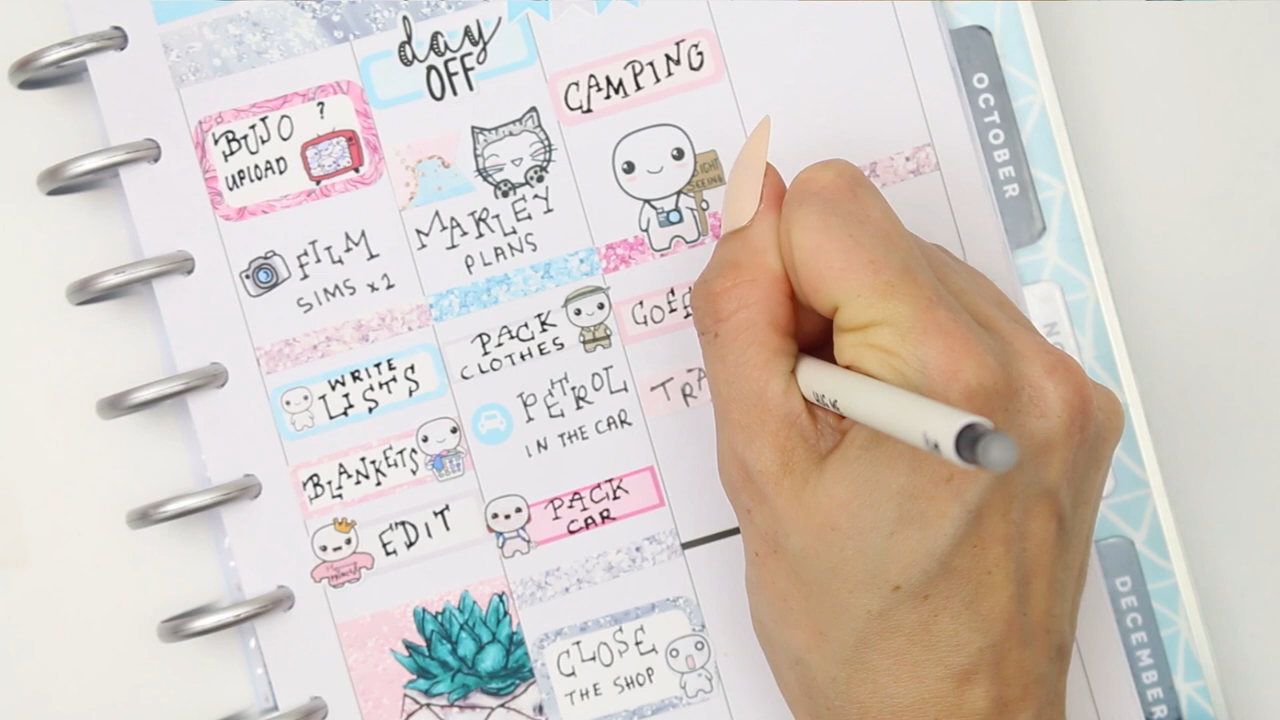 BUJO ?
UPLOAD
FILM
SIMS x2
WRITE
LISTS
BLANKETS
EDIT
day
OFF
MARLEY
PLANS
PACK
CLOTHES
PETROL
IN THE CAR
PACK
CAR
CLOSE
THE SHOP
CAMPING
OCTOBER
DECEMBER